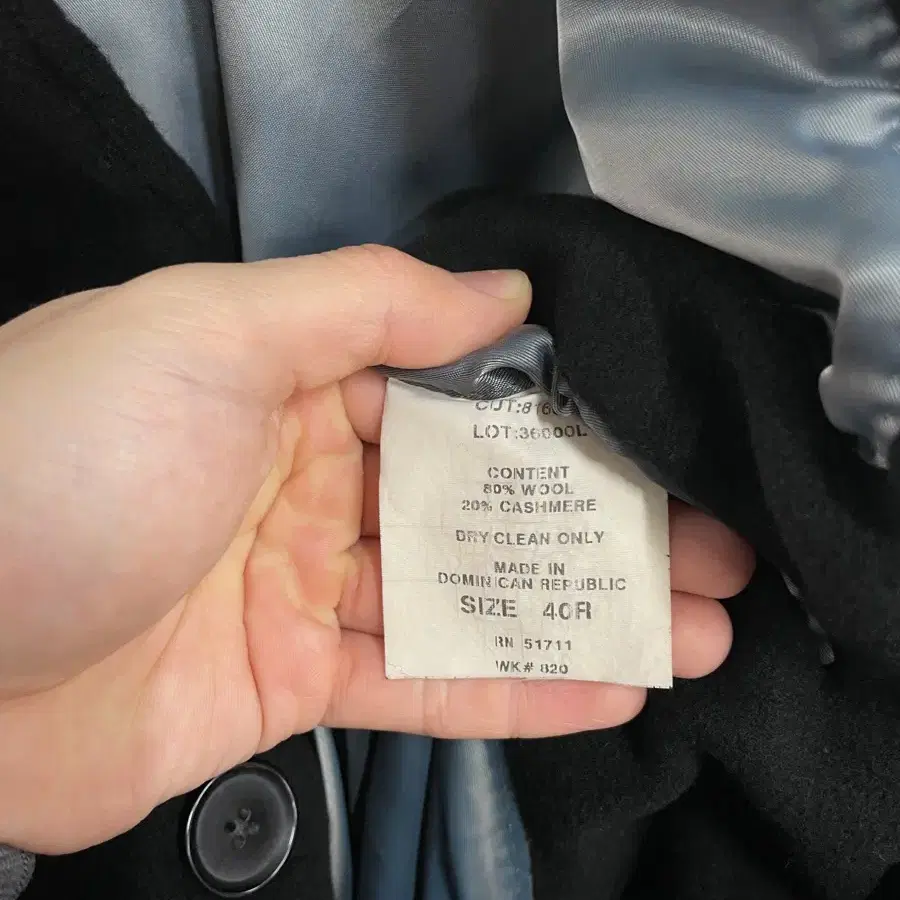 LOT:36000L
CONTENT
80% WOOL
20% CASHMERE
DRY CLEAN ONLY
MADE IN
DOMINICAN REPUBLIC
SIZE 40R
RN 51711
WK# 820